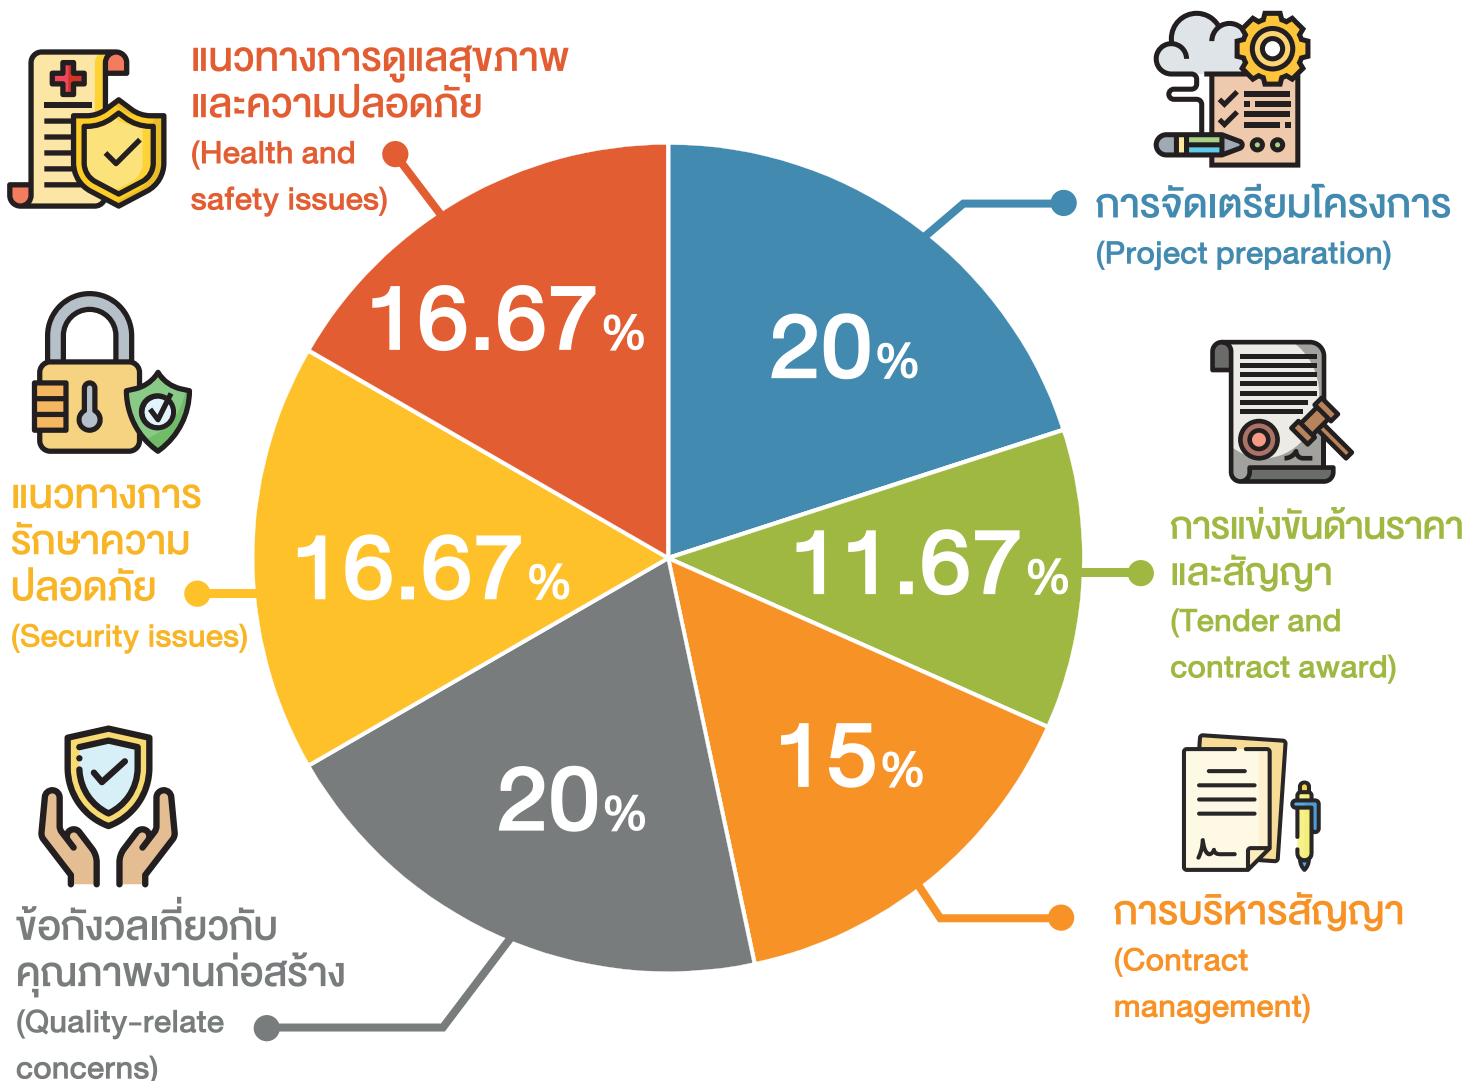 แนวทางการดูแลสุขภาพ
และความปลอดภัย
(Health and
safety issues)
16.67%
การจัดเตรียมโครงการ
(Project preparation)
20%
แนวทางการ
รักษาความ
ปลอดภัย
(Security issues)
16.67%
การแข่งขันด้านราคา
และสัญญา
(Tender and
contract award)
11.67%
ข้อกังวลเกี่ยวกับ
คุณภาพงานก่อสร้าง
(Quality-relate
concerns)
20%
การบริหารสัญญา
(Contract
management)
15%